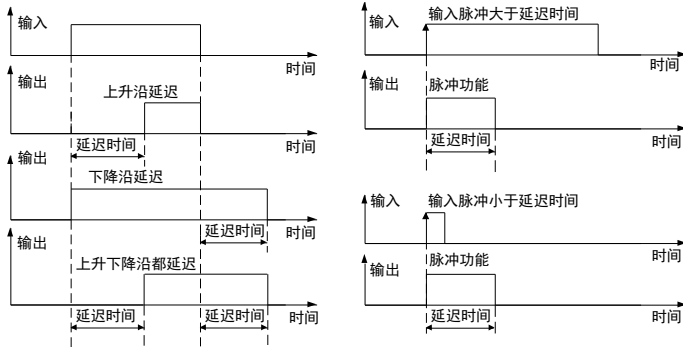 输入
时间
输出
上升沿延迟
时间
延迟时间
输出
下降沿延迟
延迟时间
时间
输出
上升下降沿都延迟
延迟时间
延迟时间
时间
输入脉冲大于延迟时间
输入
时间
输出
脉冲功能
延迟时间
时间
输入
输入脉冲小于延迟时间
时间
输出
脉冲功能
延迟时间
时间